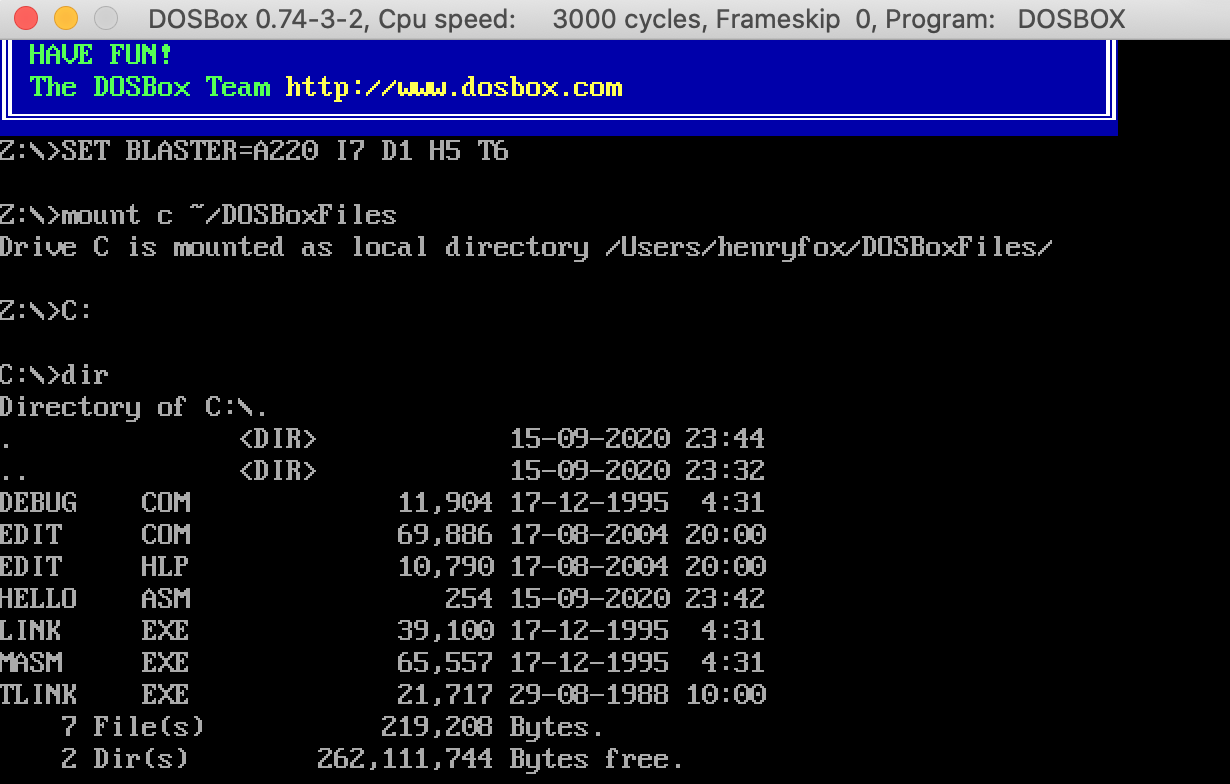 DOSBox 0.74-3-2, Cpu speed: 3000 cycles, Frameskip 0, Program: DOSBOX
HAVE FUN!
The DOSBox Team http://www.dosbox.com
Z:\>SET BLASTER=A220 I7 D1 H5 T6
Z:\>mount c ~/DOSBoxFiles
Drive C is mounted as local directory /Users/henryfox/DOSBoxFiles/
Z:\>C:
C:\>dir
Directory of C:\.
. <DIR> 15-09-2020 23:44
.. <DIR> 15-09-2020 23:32
DEBUG COM 11,904 17-12-1995 4:31
EDIT COM 69,886 17-08-2004 20:00
EDIT HLP 10,790 17-08-2004 20:00
HELLO ASM 254 15-09-2020 23:42
LINK EXE 39,100 17-12-1995 4:31
MASM EXE 65,557 17-12-1995 4:31
TLINK EXE 21,717 29-08-1988 10:00
7 File(s) 219,208 Bytes.
2 Dir(s) 262,111,744 Bytes free.